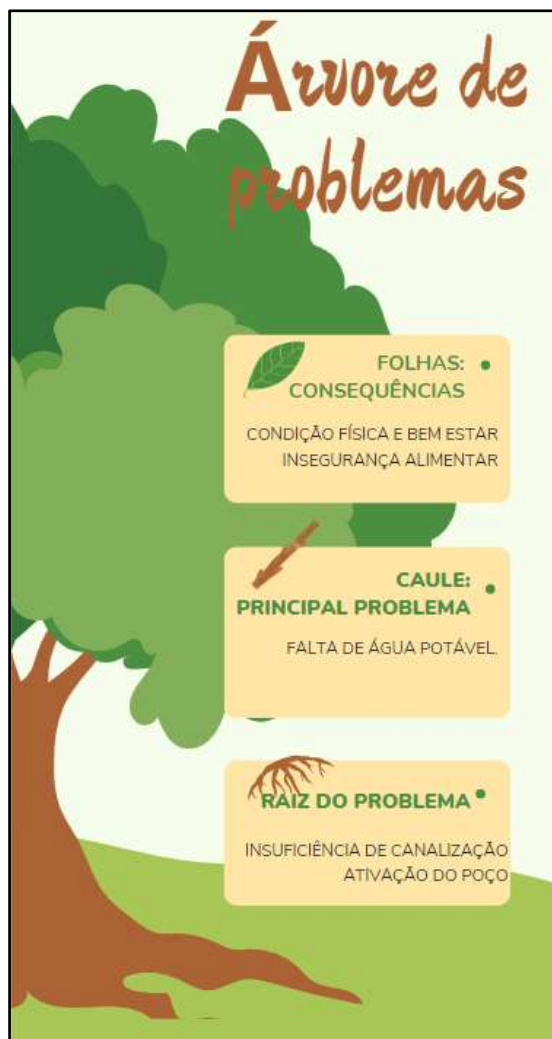 Árvore de
problemas
FOLHAS:
CONSEQUÊNCIAS
CONDIÇÃO FÍSICA E BEM ESTAR
INSEGURANÇA ALIMENTAR
CAULE:
PRINCIPAL PROBLEMA
FALTA DE ÁGUA POTÁVEL.
RAIZ DO PROBLEMA
INSUFICIÊNCIA DE CANALIZAÇÃO
ATIVAÇÃO DO POÇO